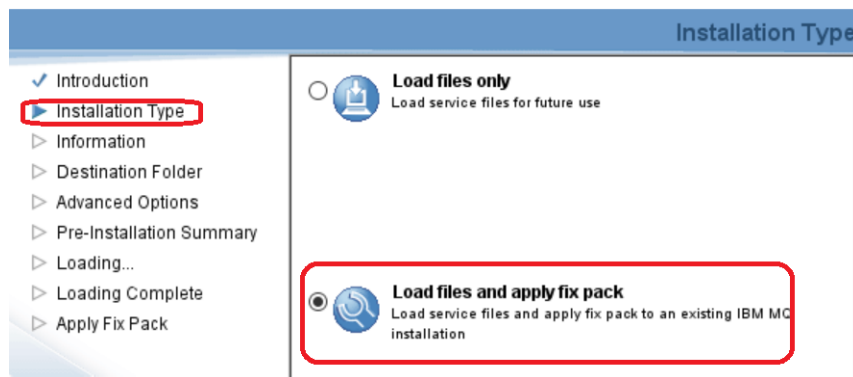 Installation Type
Introduction
Installation Type
Information
Destination Folder
Advanced Options
Pre-Installation Summary
Loading...
Loading Complete
Apply Fix Pack
Load files only
Load service files for future use
Load files and apply fix pack
Load service files and apply fix pack to an existing IBM MQ
installation